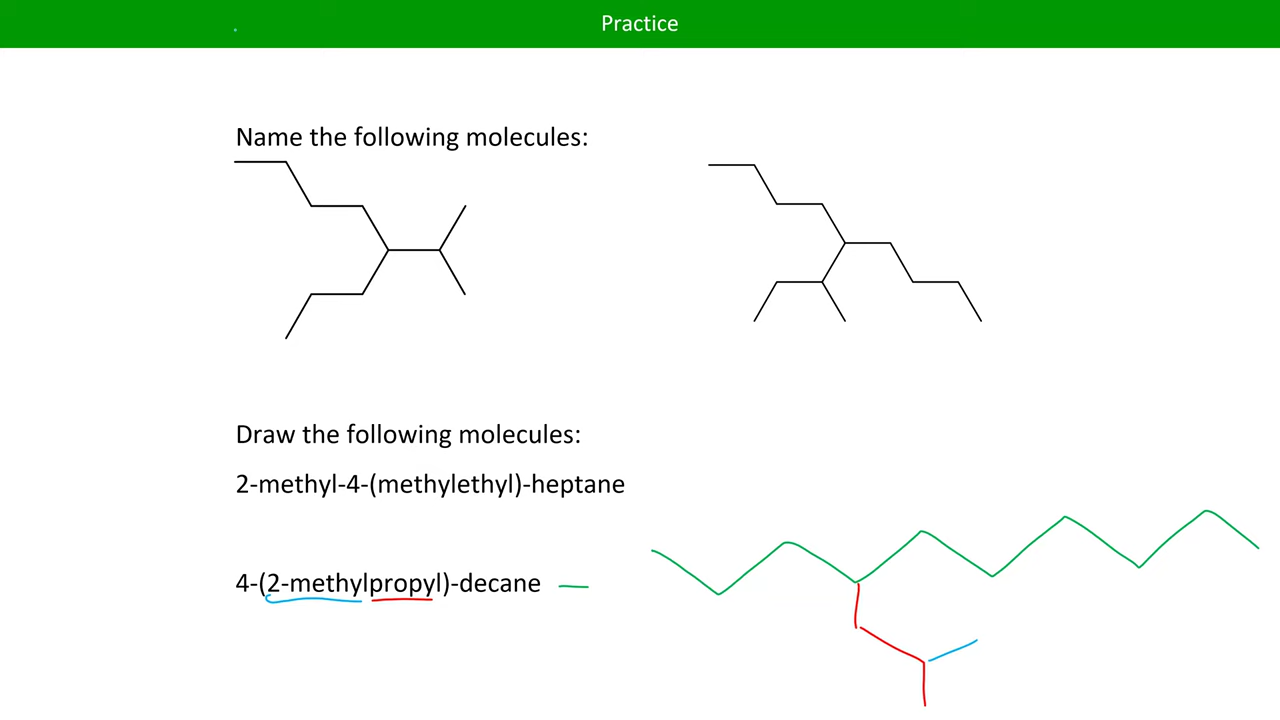 Practice
Name the following molecules:
Draw the following molecules:
2-methyl-4-(methylethyl)-heptane
4-(2-methylpropyl)-decane